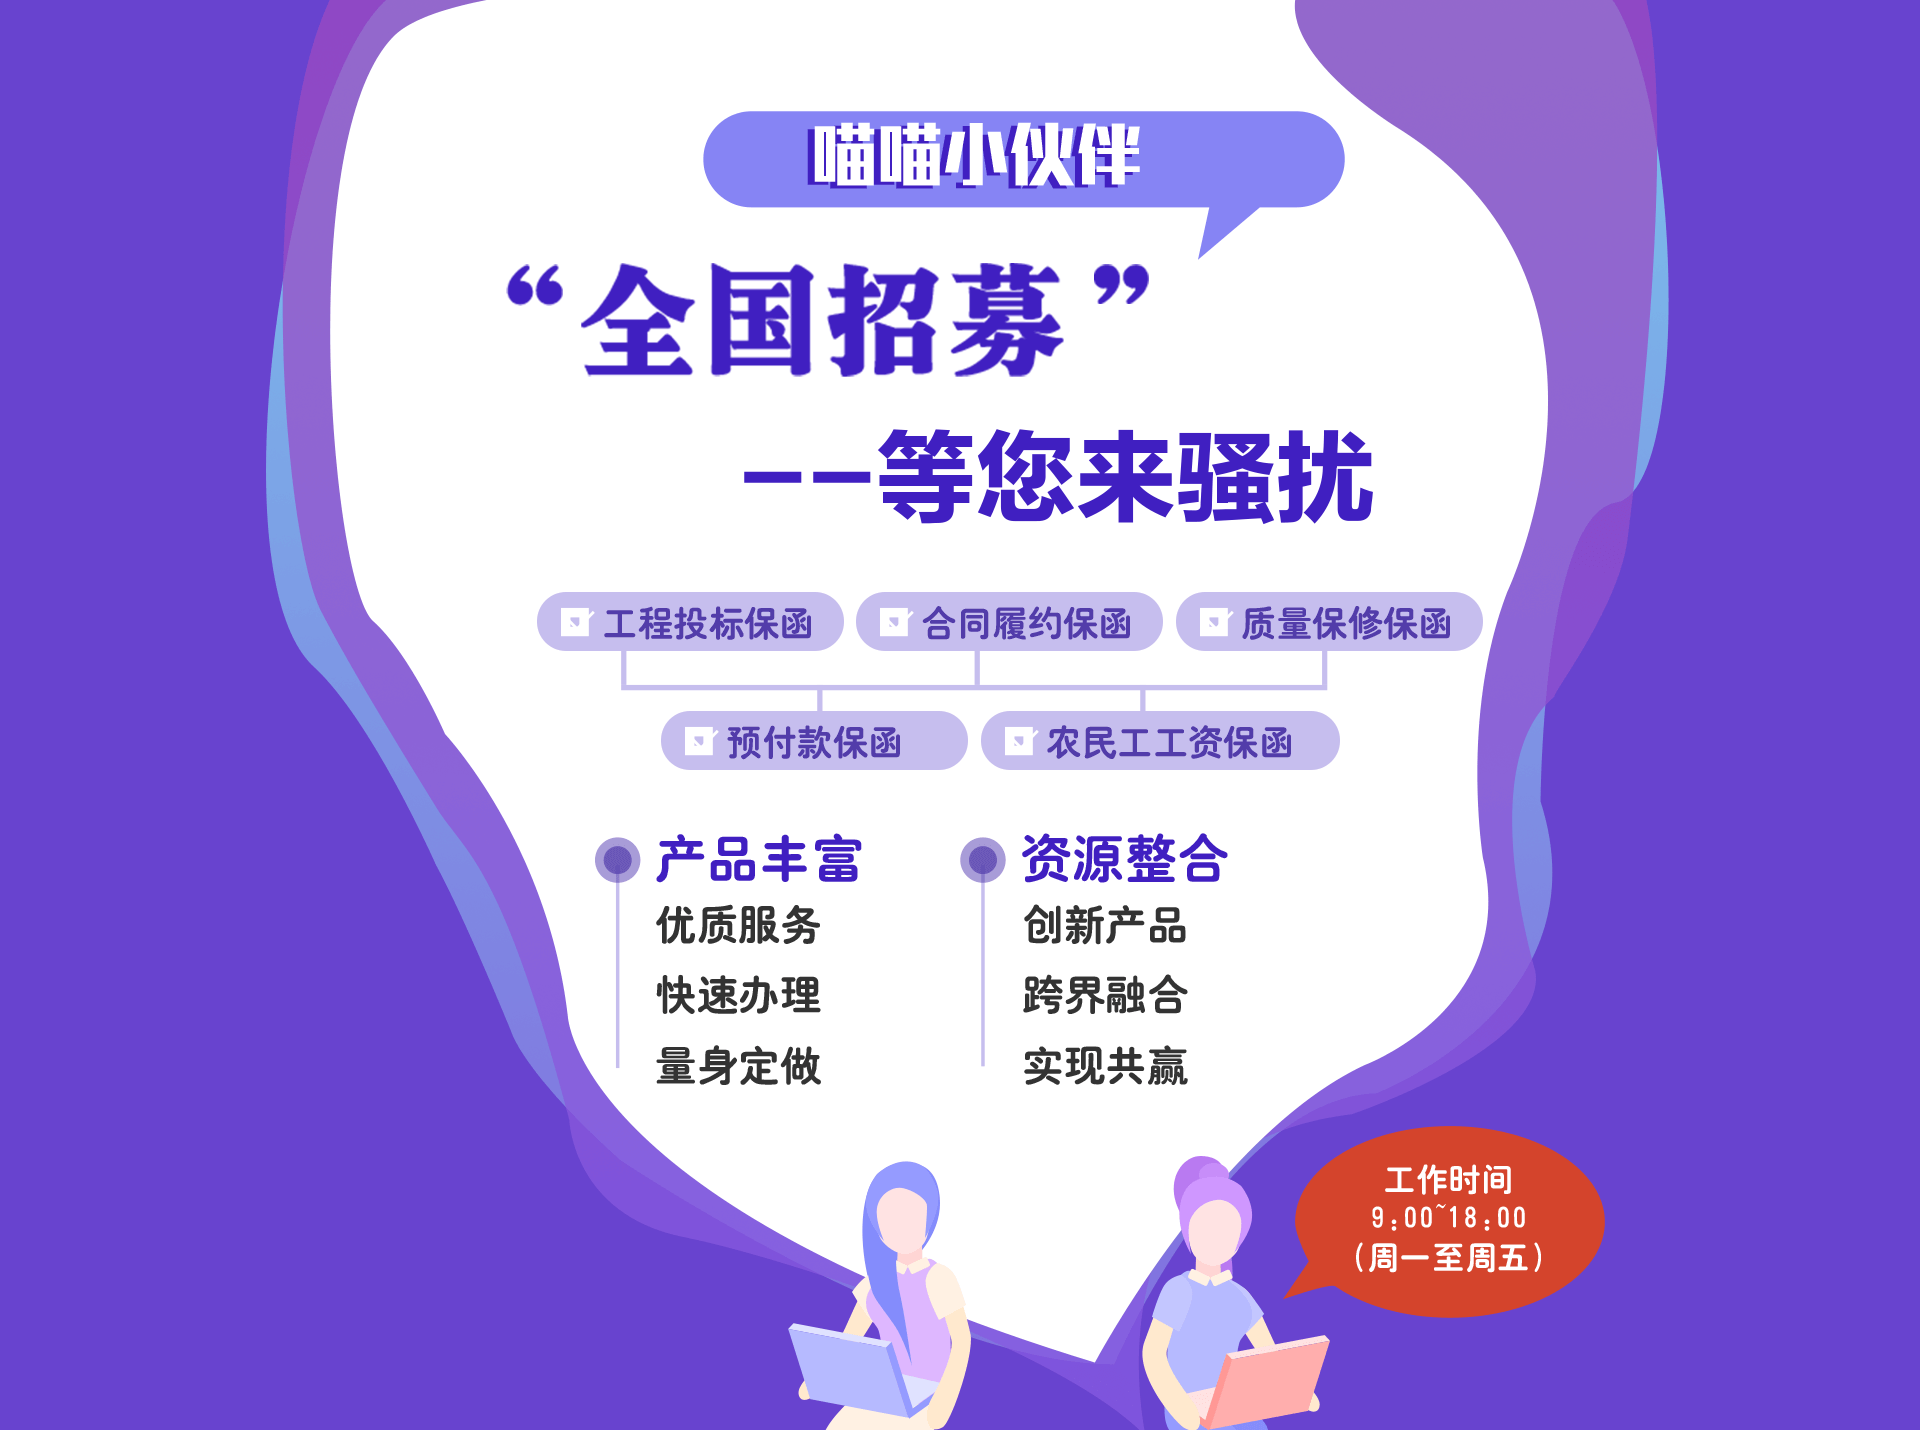 喵喵小伙伴
“全国招募”
--等您来骚扰
工程投标保函
合同履约保函
质量保修保函
预付款保函
农民工工资保函
产品丰富
优质服务
快速办理
量身定做
资源整合
创新产品
跨界融合
实现共赢
工作时间
9:00~18:00
(周一至周五)